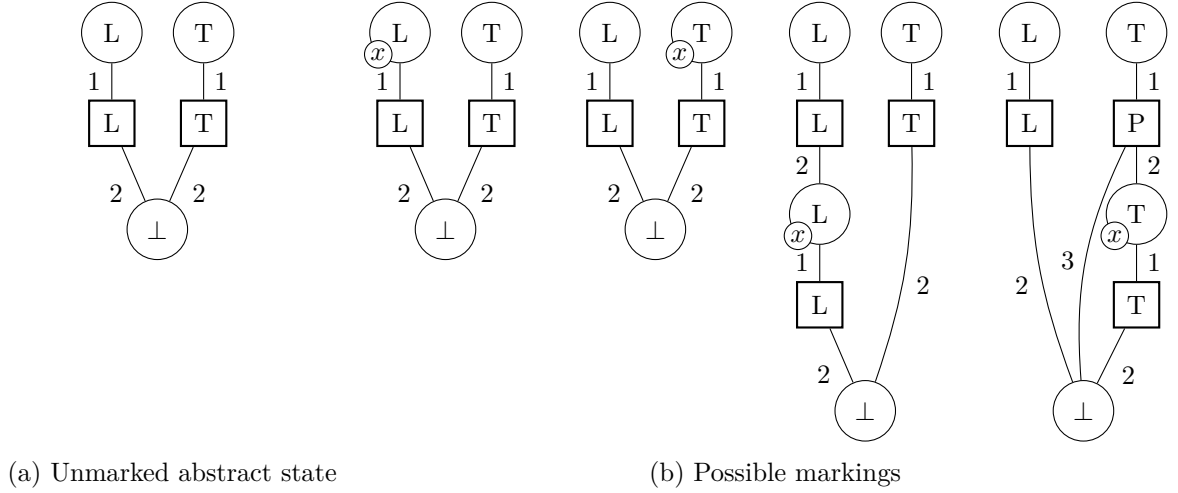 L T L T L T L T L T
x x
1 1 1 1 1 1 1 1 1 1
L T L T L T L T L P
2 2 2 2 2 2 2 2
⊥ ⊥ ⊥ L T
x x
3
1 1
2 2
L T
2 2
⊥ ⊥
(a) Unmarked abstract state (b) Possible markings